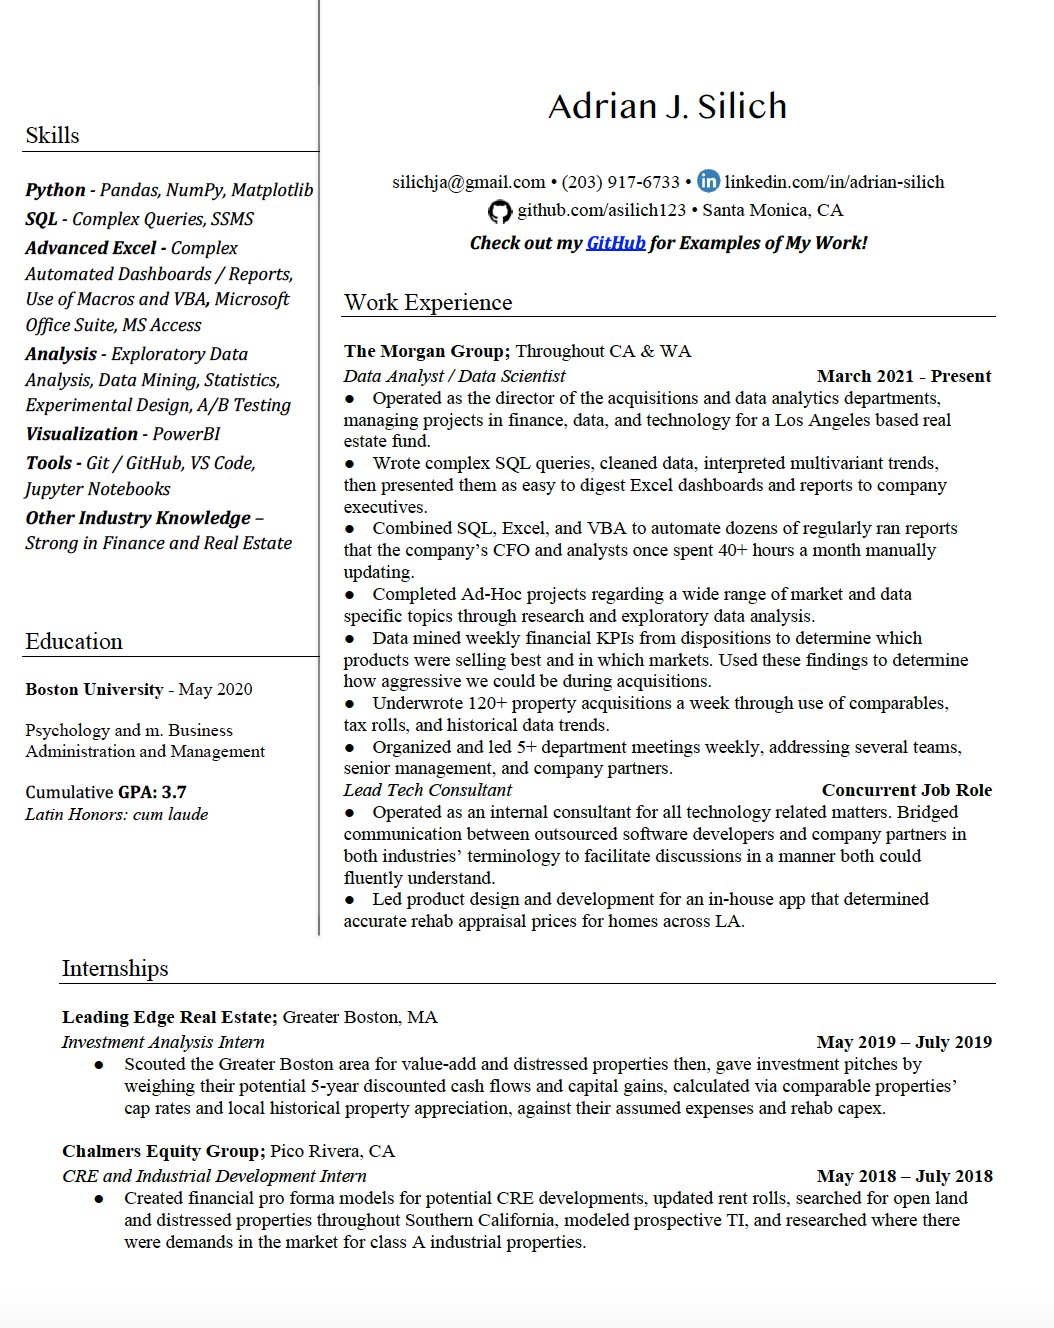 Adrian J. Silich
silichja@gmail.com • (203) 917-6733 • in linkedin.com/in/adrian-silich
github.com/asilich123 • Santa Monica, CA
Check out my GitHub for Examples of My Work!
Skills
Python - Pandas, NumPy, Matplotlib
SQL - Complex Queries, SSMS
Advanced Excel - Complex
Automated Dashboards / Reports,
Use of Macros and VBA, Microsoft
Office Suite, MS Access
Analysis - Exploratory Data
Analysis, Data Mining, Statistics,
Experimental Design, A/B Testing
Visualization - PowerBI
Tools - Git / GitHub, VS Code,
Jupyter Notebooks
Other Industry Knowledge –
Strong in Finance and Real Estate
Education
Boston University - May 2020
Psychology and m. Business
Administration and Management
Cumulative GPA: 3.7
Latin Honors: cum laude
Work Experience
The Morgan Group; Throughout CA & WA
Data Analyst / Data Scientist March 2021 - Present
● Operated as the director of the acquisitions and data analytics departments,
managing projects in finance, data, and technology for a Los Angeles based real
estate fund.
● Wrote complex SQL queries, cleaned data, interpreted multivariant trends,
then presented them as easy to digest Excel dashboards and reports to company
executives.
● Combined SQL, Excel, and VBA to automate dozens of regularly ran reports
that the company’s CFO and analysts once spent 40+ hours a month manually
updating.
● Completed Ad-Hoc projects regarding a wide range of market and data
specific topics through research and exploratory data analysis.
● Data mined weekly financial KPIs from dispositions to determine which
products were selling best and in which markets. Used these findings to determine
how aggressive we could be during acquisitions.
● Underwrote 120+ property acquisitions a week through use of comparables,
tax rolls, and historical data trends.
● Organized and led 5+ department meetings weekly, addressing several teams,
senior management, and company partners.
Lead Tech Consultant Concurrent Job Role
● Operated as an internal consultant for all technology related matters. Bridged
communication between outsourced software developers and company partners in
both industries’ terminology to facilitate discussions in a manner both could
fluently understand.
● Led product design and development for an in-house app that determined
accurate rehab appraisal prices for homes across LA.
Internships
Leading Edge Real Estate; Greater Boston, MA
Investment Analysis Intern May 2019 – July 2019
● Scouted the Greater Boston area for value-add and distressed properties then, gave investment pitches by
weighing their potential 5-year discounted cash flows and capital gains, calculated via comparable properties’
cap rates and local historical property appreciation, against their assumed expenses and rehab capex.
Chalmers Equity Group; Pico Rivera, CA
CRE and Industrial Development Intern May 2018 – July 2018
● Created financial pro forma models for potential CRE developments, updated rent rolls, searched for open land
and distressed properties throughout Southern California, modeled prospective TI, and researched where there
were demands in the market for class A industrial properties.